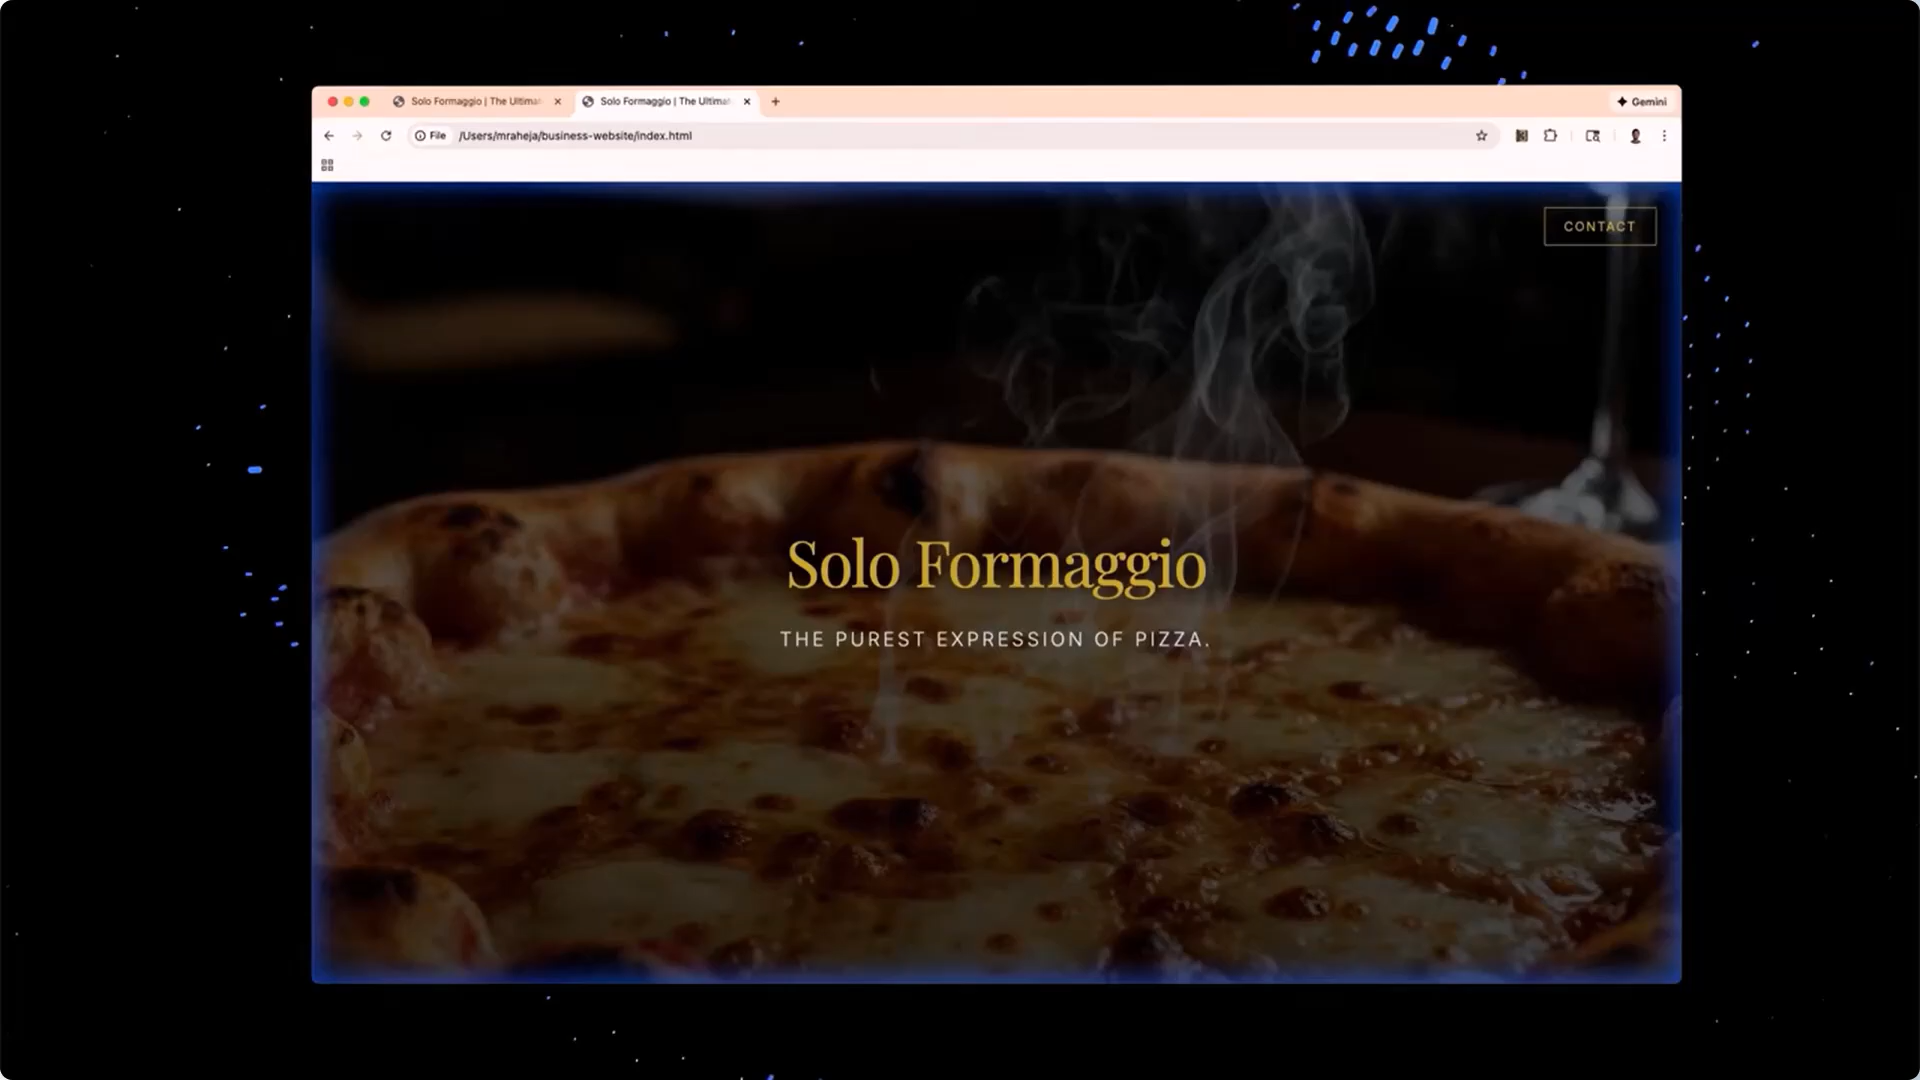 Solo Formaggio | The Ultima
Solo Formaggio | The Ultima
Gemini
File
/Users/mraheja/business-website/index.html
CONTACT
Solo Formaggio
THE PUREST EXPRESSION OF PIZZA.